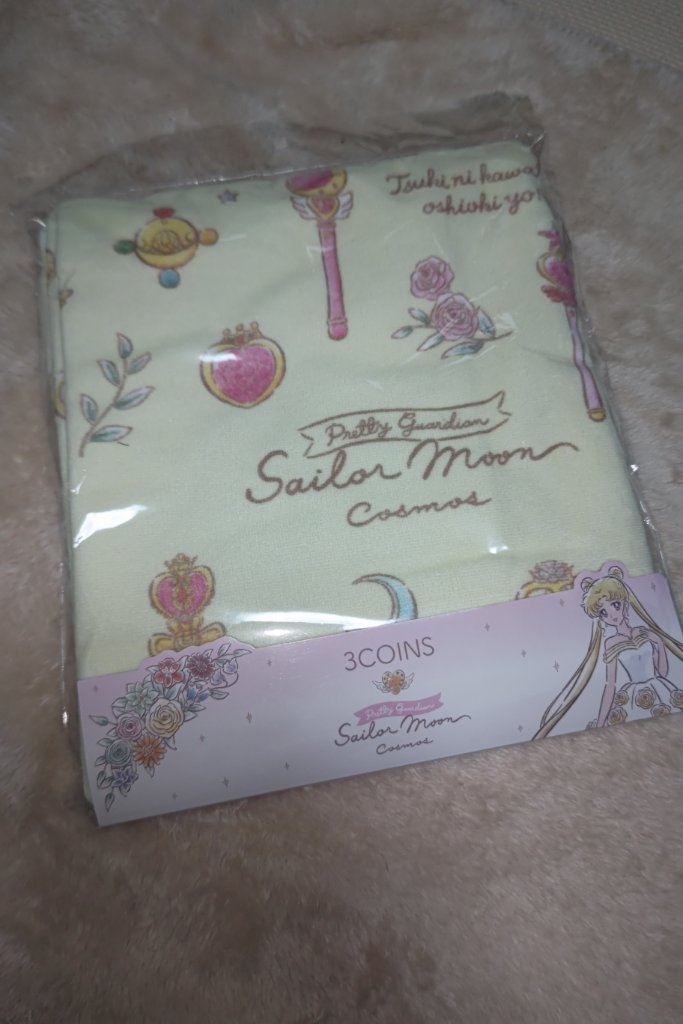 Tsuki ni kawa
oshioki yo
Pretty Guardian
Sailor Moon
Cosmos
3COINS
Pretty Guardian
Sailor Moon
Cosmos